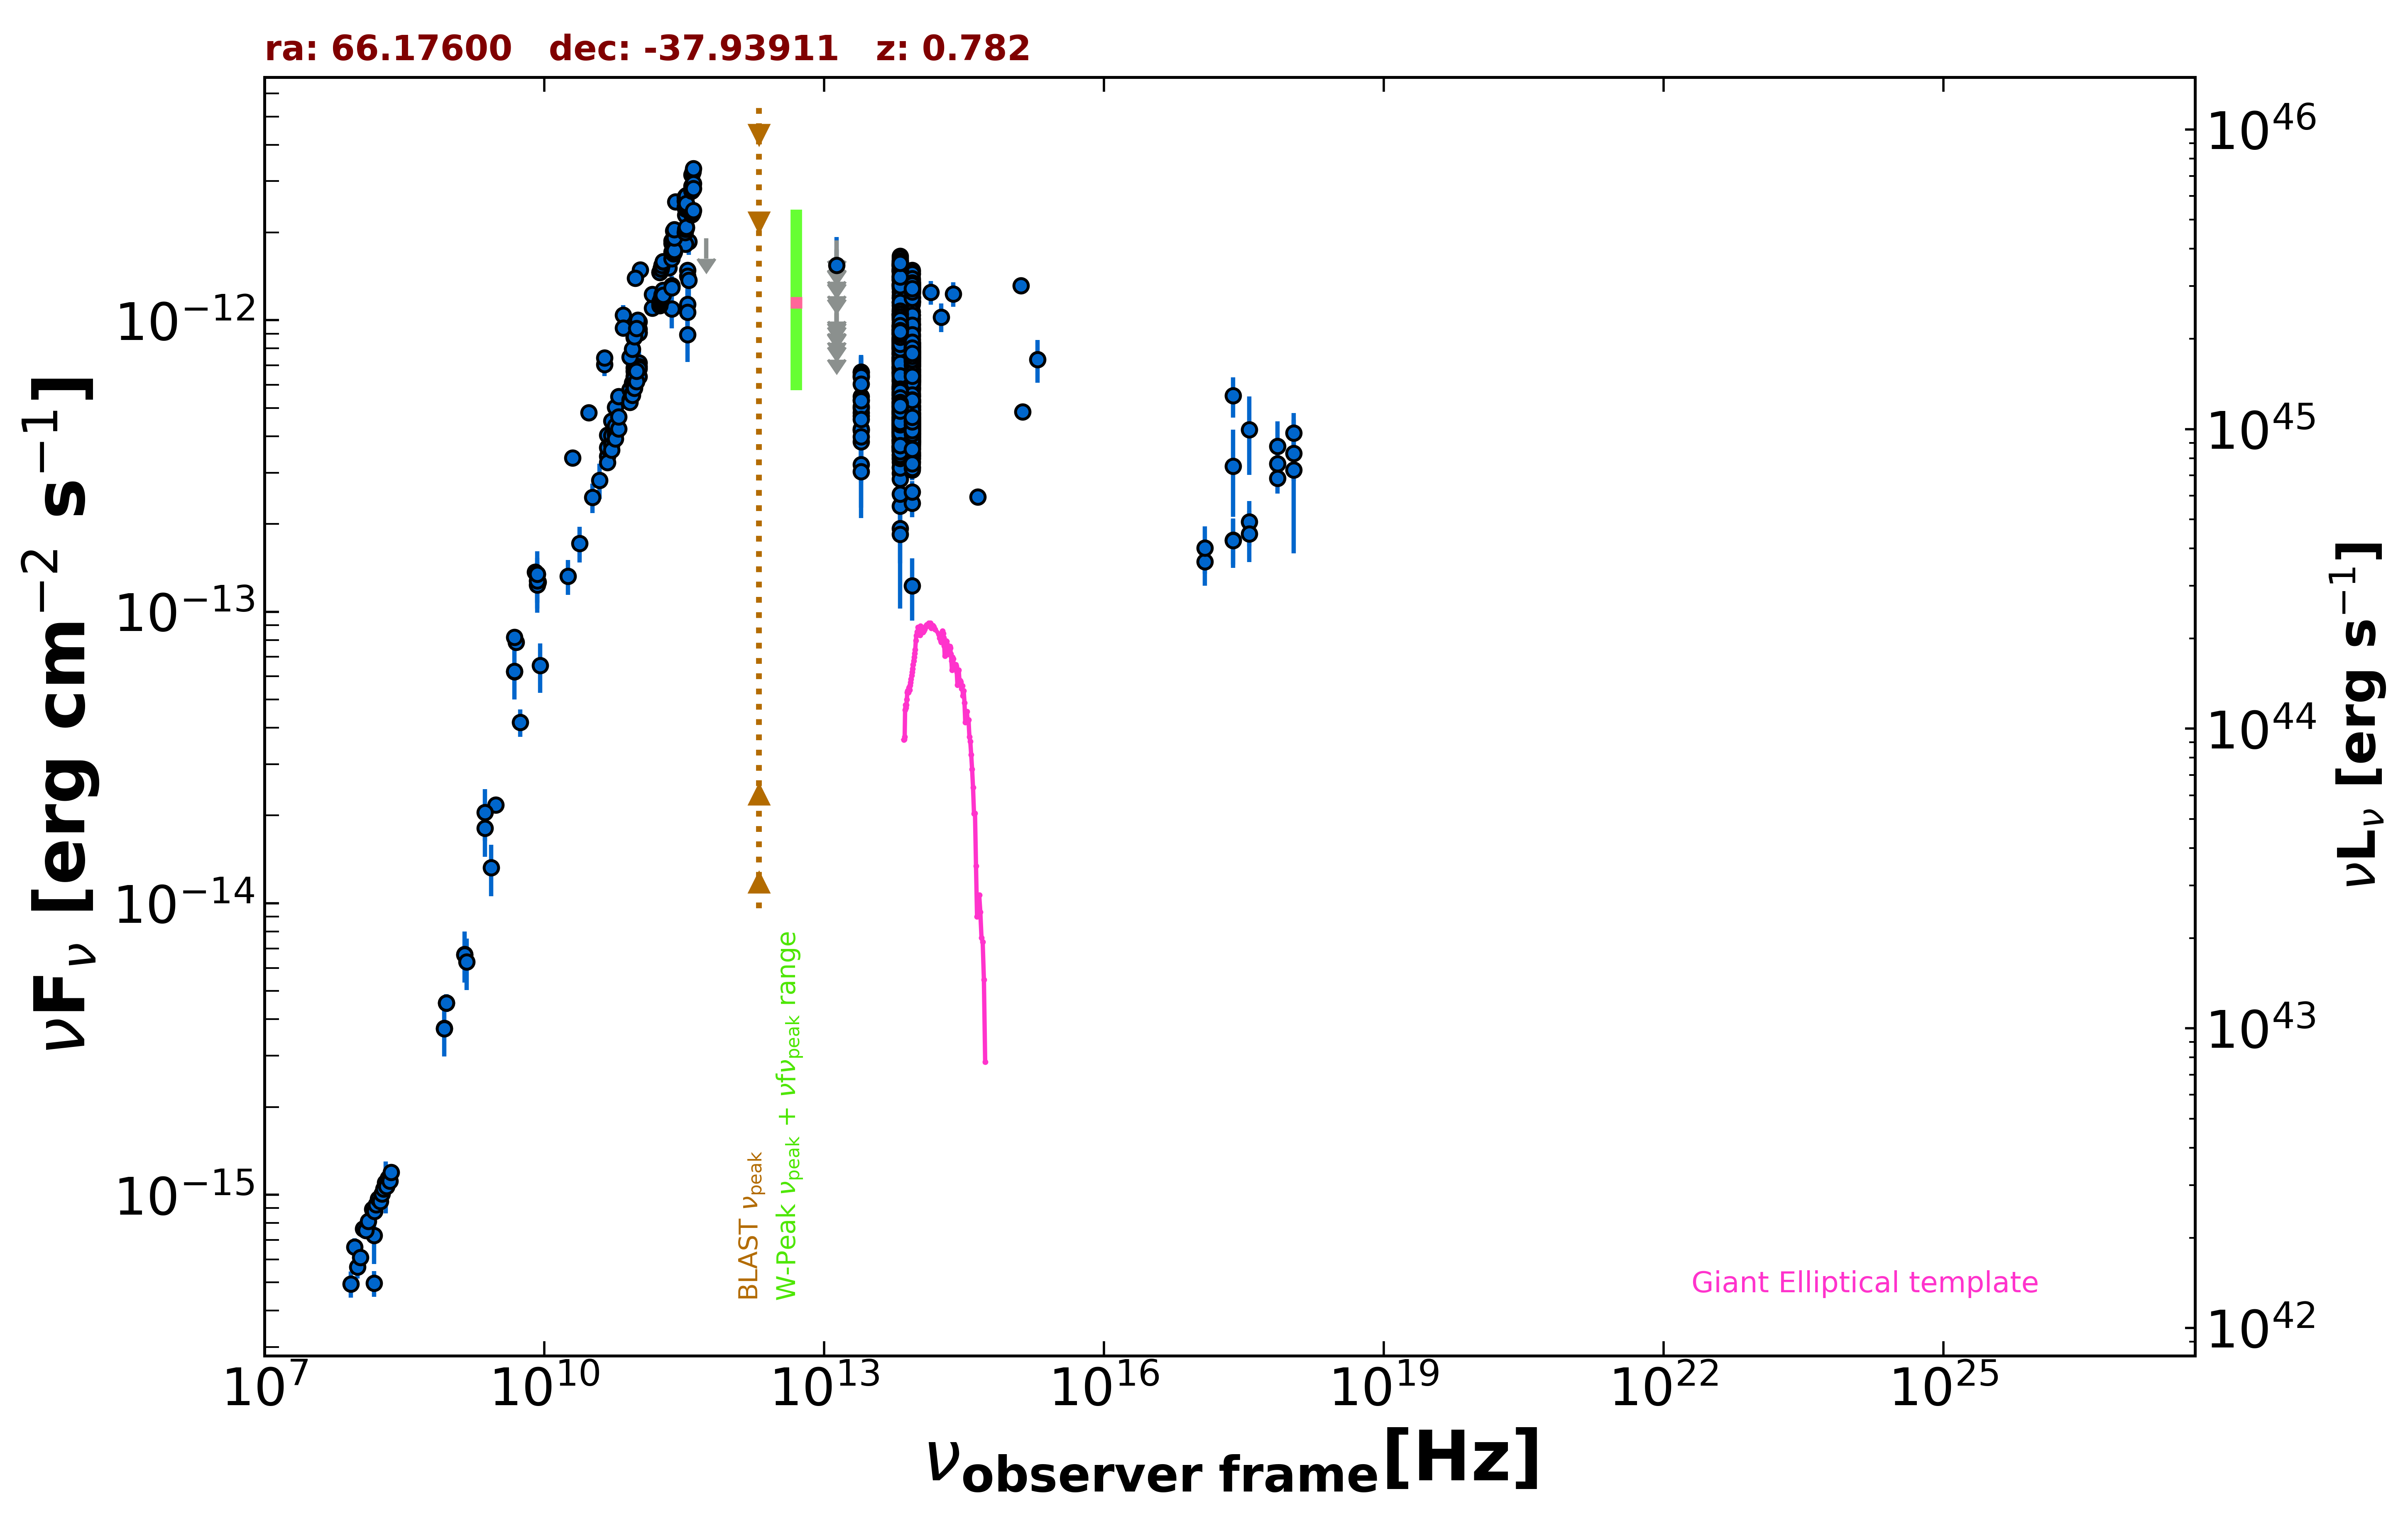 ra: 66.17600 dec: -37.93911 z: 0.782
νFν [erg cm−2 s−1]
10−12
10−13
10−14
10−15
10^46
10^45
10^44
10^43
10^42
νLν [erg s−1]
BLAST νpeak
W-Peak νpeak + νfνpeak range
Giant Elliptical template
10^7 10^10 10^13 10^16 10^19 10^22 10^25
νobserver frame[Hz]